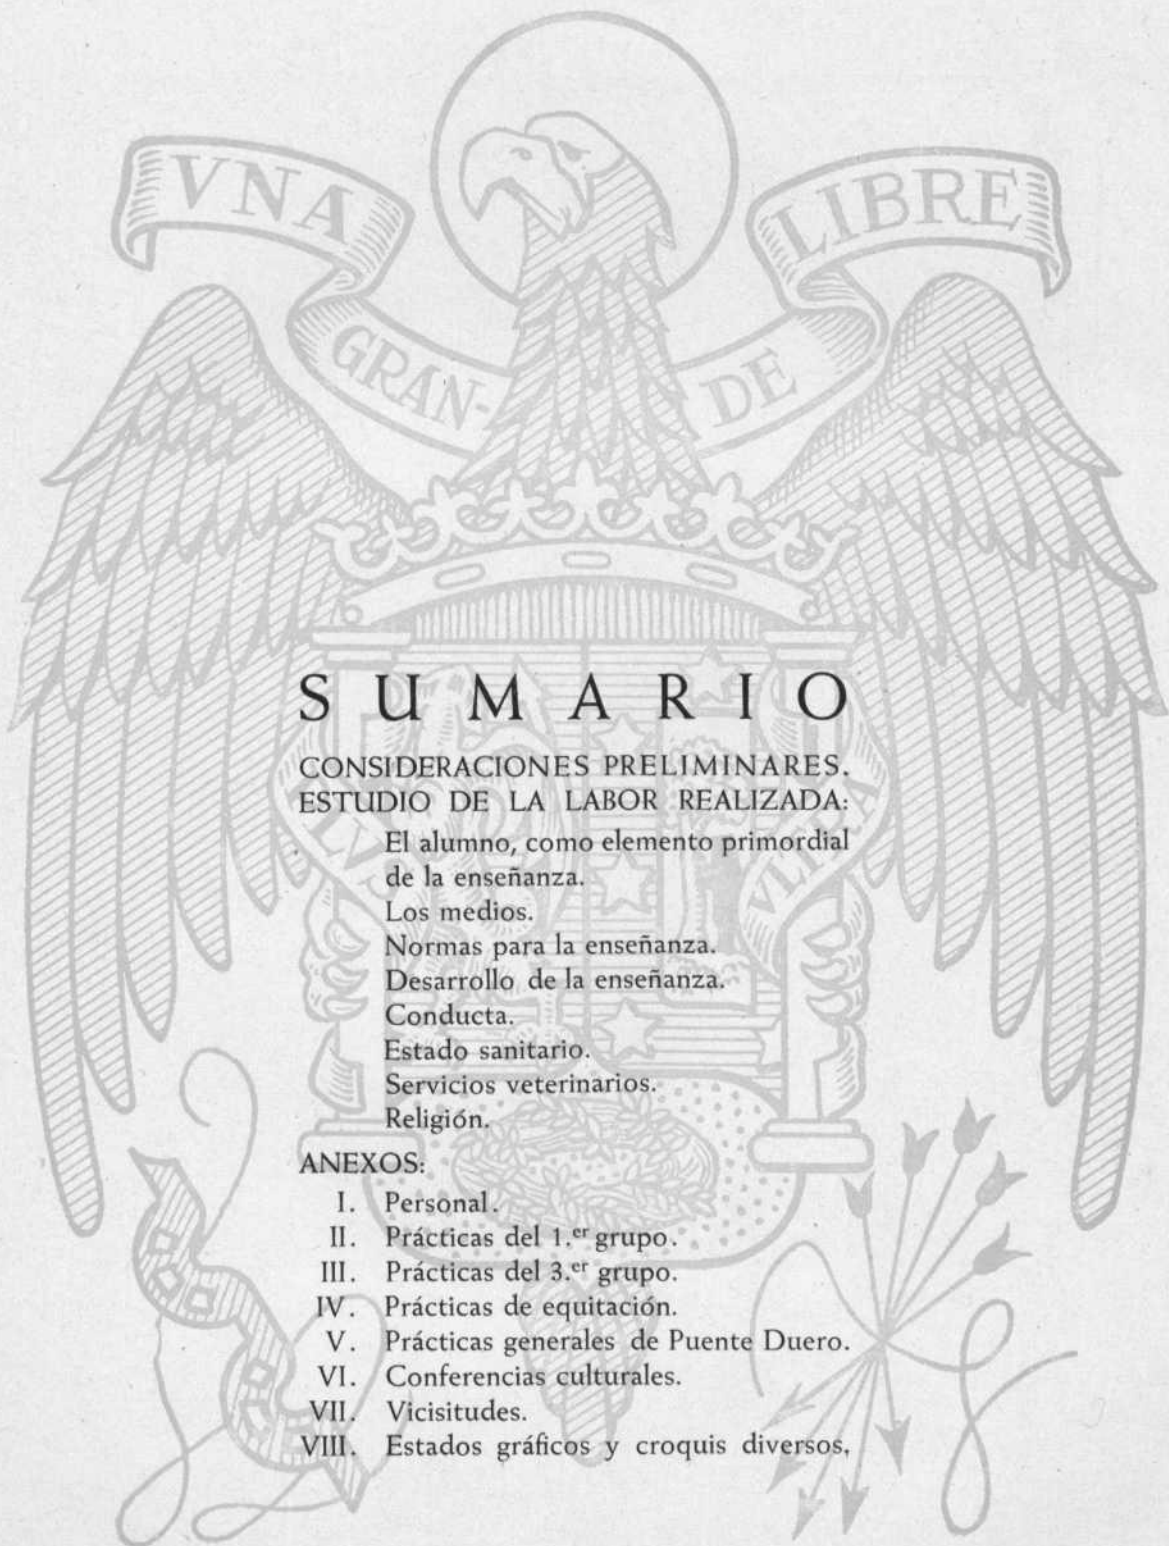 VNA
LIBRE
GRAN-
DE
SUMARIO
CONSIDERACIONES PRELIMINARES.
ESTUDIO DE LA LABOR REALIZADA:
El alumno, como elemento primordial
de la enseñanza.
Los medios.
Normas para la enseñanza.
Desarrollo de la enseñanza.
Conducta.
Estado sanitario.
Servicios veterinarios.
Religión.
ANEXOS:
I. Personal.
II. Prácticas del 1.er grupo.
III. Prácticas del 3.er grupo.
IV. Prácticas de equitación.
V. Prácticas generales de Puente Duero.
VI. Conferencias culturales.
VII. Vicisitudes.
VIII. Estados gráficos y croquis diversos,